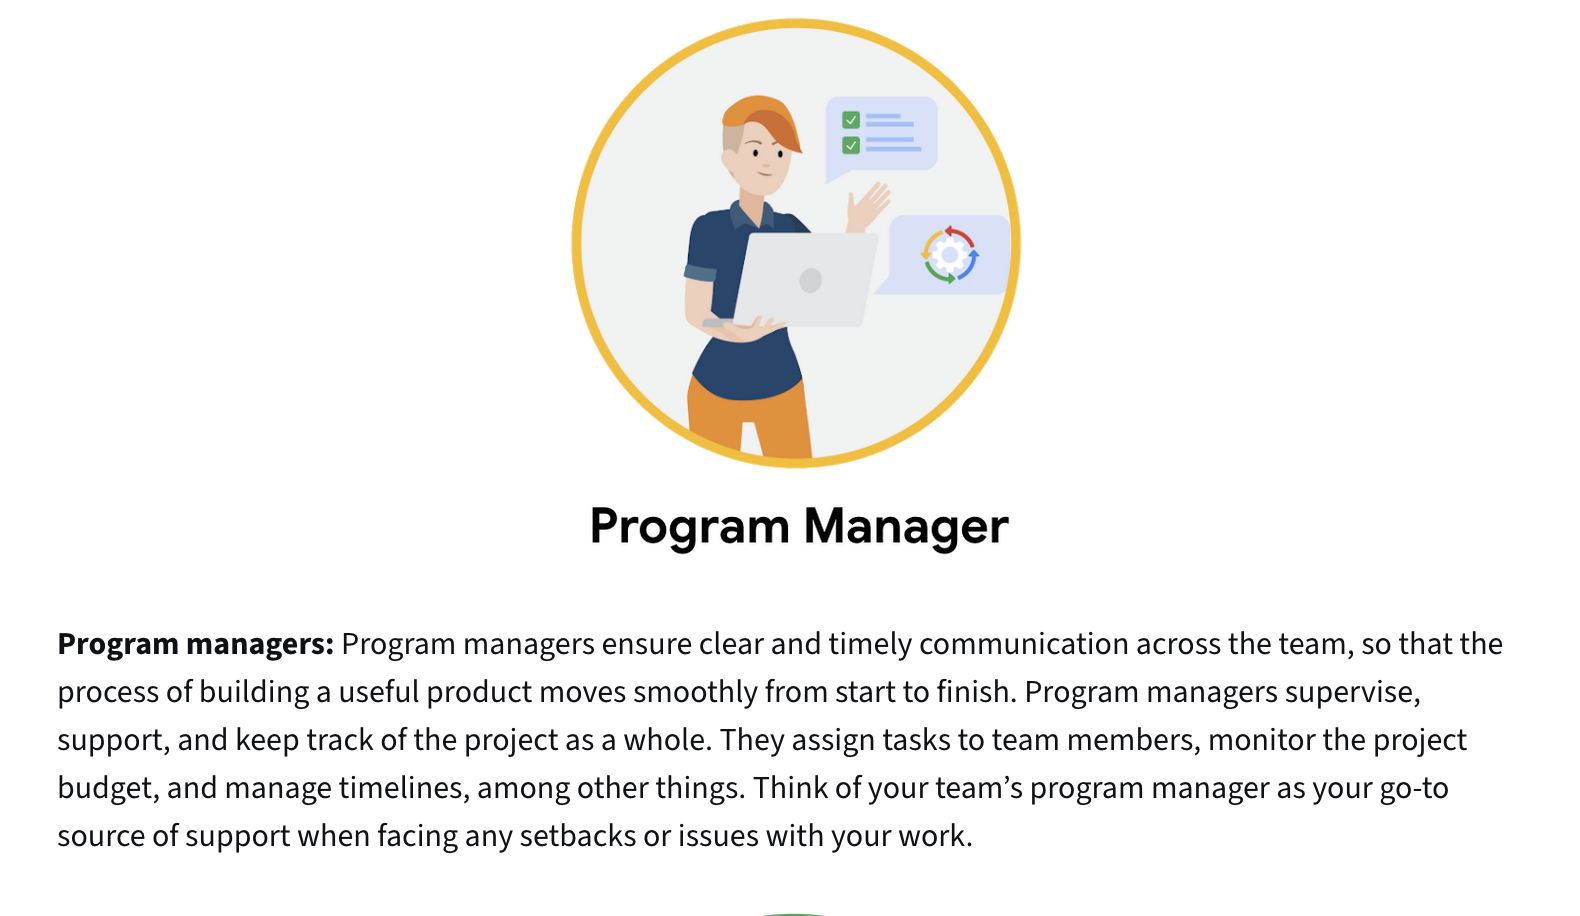 Program Manager
Program managers: Program managers ensure clear and timely communication across the team, so that the
process of building a useful product moves smoothly from start to finish. Program managers supervise,
support, and keep track of the project as a whole. They assign tasks to team members, monitor the project
budget, and manage timelines, among other things. Think of your team’s program manager as your go-to
source of support when facing any setbacks or issues with your work.